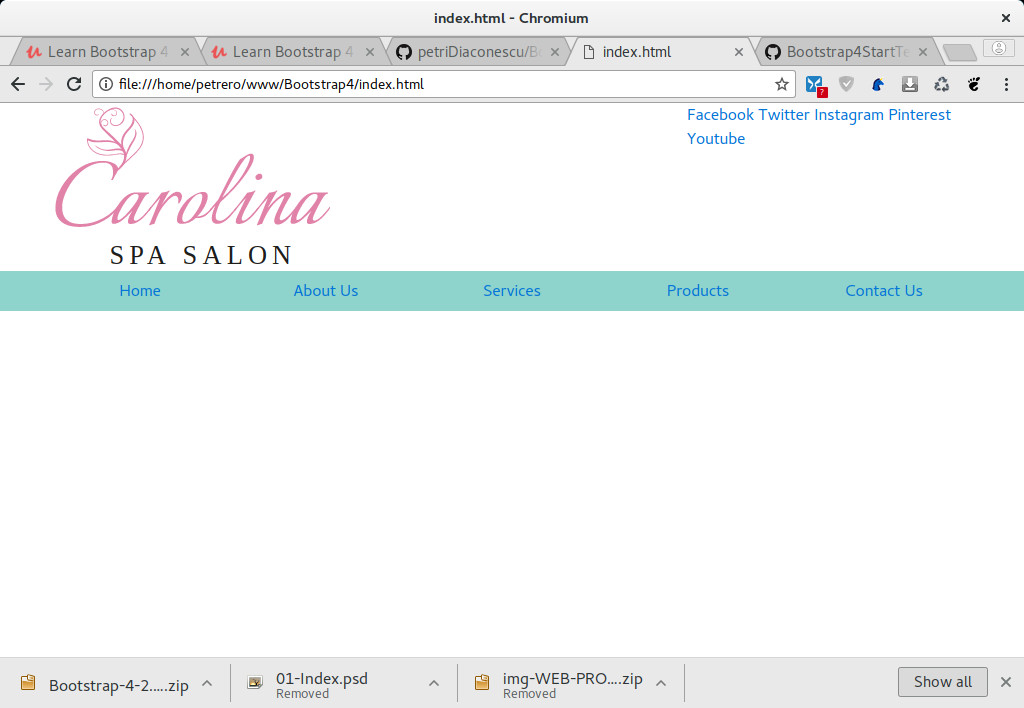 index.html - Chromium
Learn Bootstrap 4
Learn Bootstrap 4
petriDiaconescu/B
index.html
Bootstrap4StartTe
file:///home/petrero/www/Bootstrap4/index.html
?
Facebook Twitter Instagram Pinterest
Youtube
Carolina
SPA SALON
Home About Us Services Products Contact Us
Bootstrap-4-2.....zip
01-Index.psd
Removed
img-WEB-PRO....zip
Removed
Show all